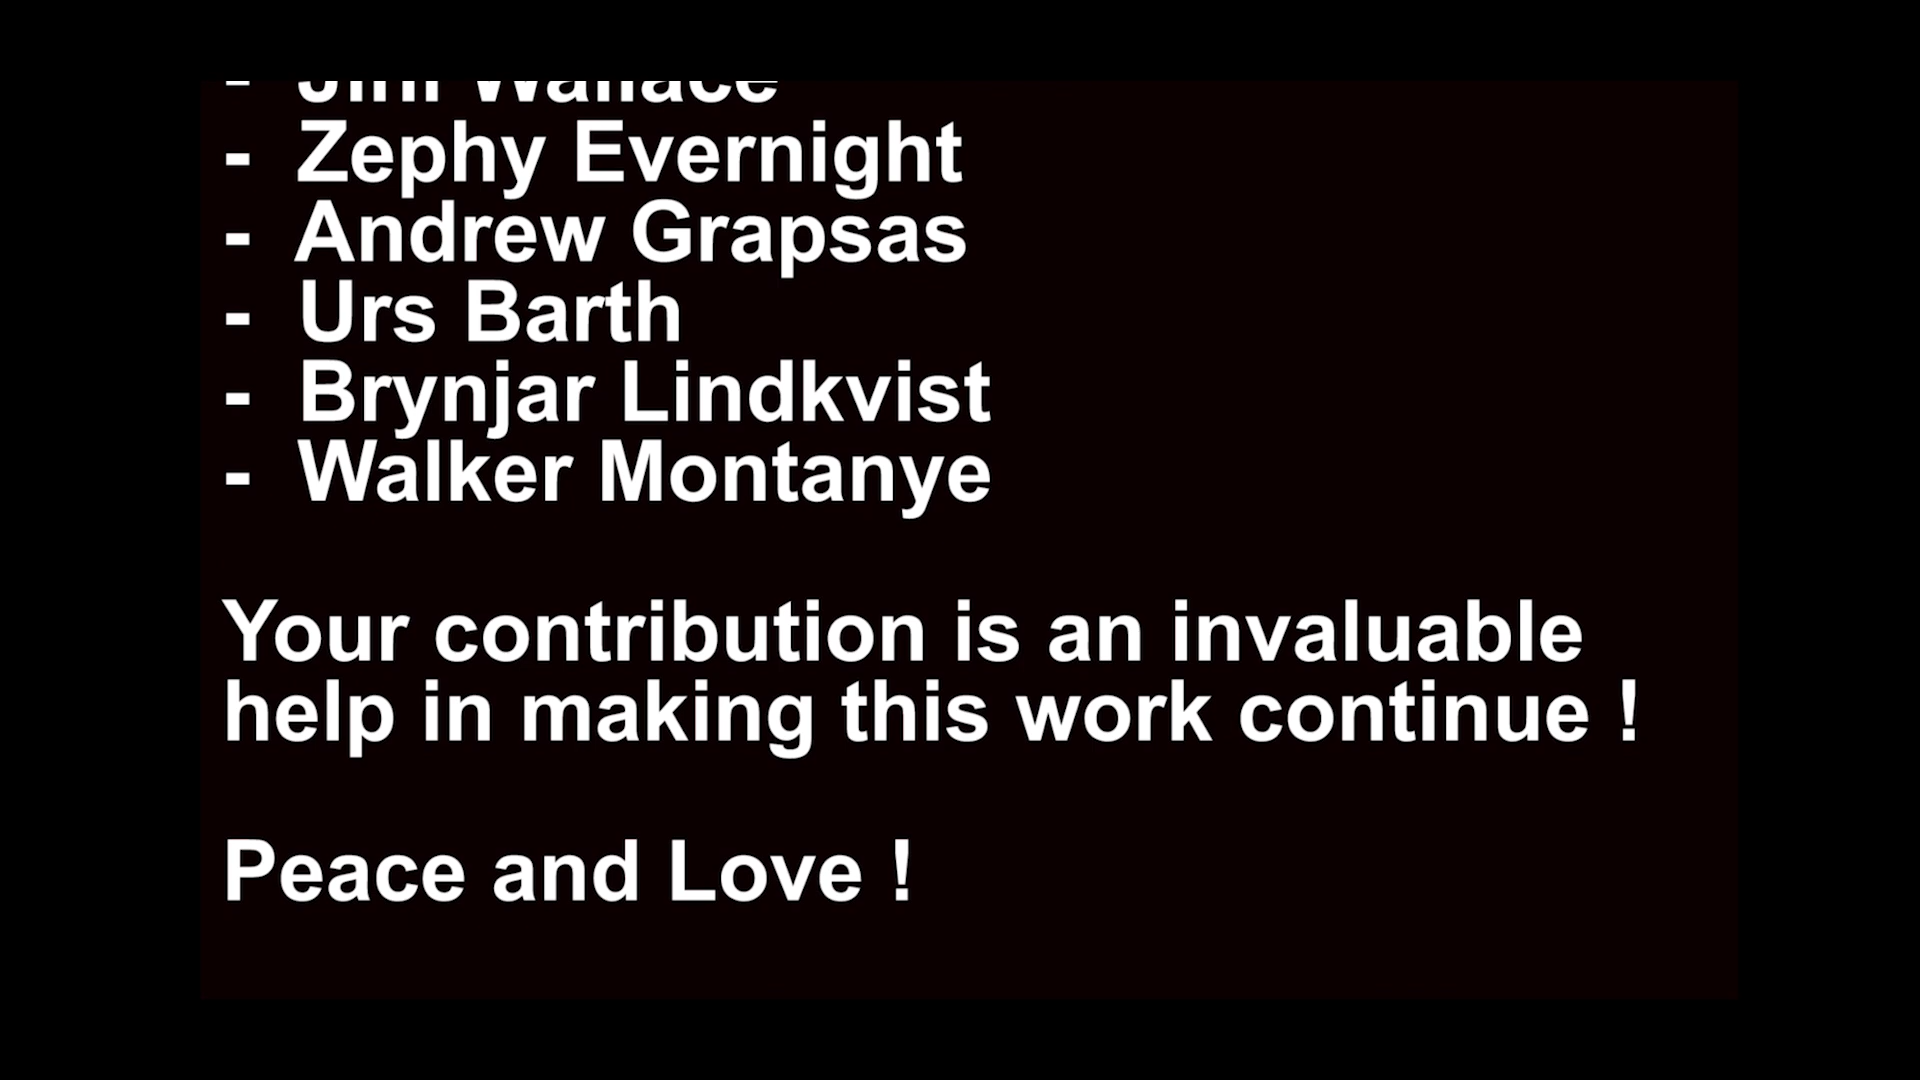 - Wallace
- Zephy Evernight
- Andrew Grapsas
- Urs Barth
- Brynjar Lindkvist
- Walker Montanye
Your contribution is an invaluable
help in making this work continue !
Peace and Love !